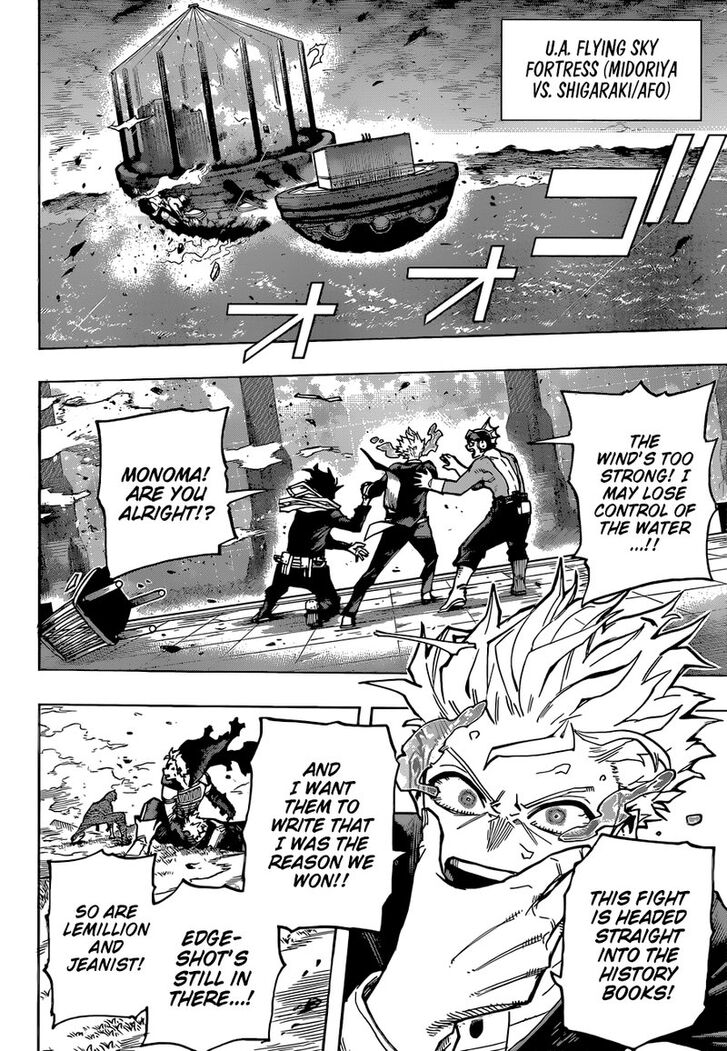 U.A. FLYING SKY
FORTRESS (MIDORIYA
VS. SHIGARAKI/AFO)
ゴ
オ
オ
THE
WIND'S TOO
STRONG! I
MAY LOSE
CONTROL OF
THE WATER
...!!
MONOMA!
ARE YOU
ALRIGHT!?
THIS FIGHT
IS HEADED
STRAIGHT
INTO THE
HISTORY
BOOKS!
AND
I WANT
THEM TO
WRITE THAT
I WAS THE
REASON WE
WON!!
EDGE-
SHOT'S
STILL IN
THERE...!
SO ARE
LEMILLION
AND
JEANIST!